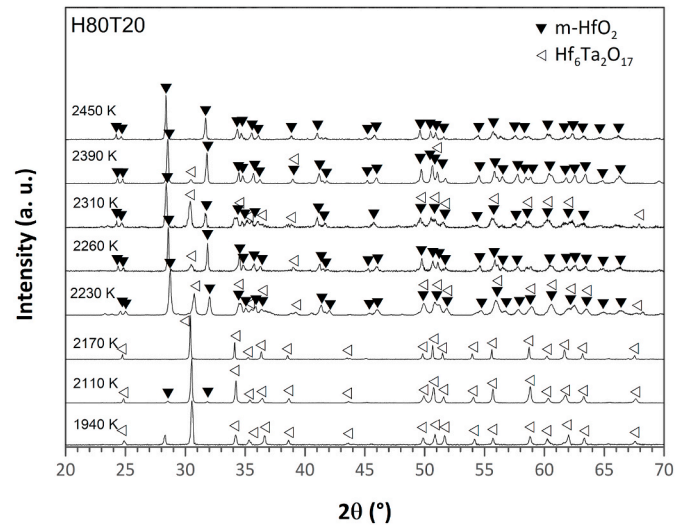 H80T20
m-HfO₂
Hf₆Ta₂O₁₇
2450 K
2390 K
2310 K
2260 K
2230 K
2170 K
2110 K
1940 K
Intensity (a. u.)
20 25 30 35 40 45 50 55 60 65 70
2θ (°)